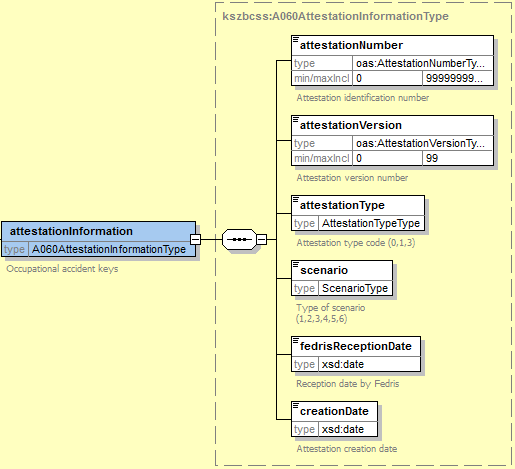 kszbcss:A060AttestationInformationType
attestationNumber
type oas:AttestationNumberTy...
min/maxIncl 0 99999999...
Attestation identification number
attestationVersion
type oas:AttestationVersionTy...
min/maxIncl 0 99
Attestation version number
attestationType
type AttestationTypeType
Attestation type code (0,1,3)
attestationInformation
type A060AttestationInformationType
Occupational accident keys
scenario
type ScenarioType
Type of scenario
(1,2,3,4,5,6)
fedrisReceptionDate
type xsd:date
Reception date by Fedris
creationDate
type xsd:date
Attestation creation date